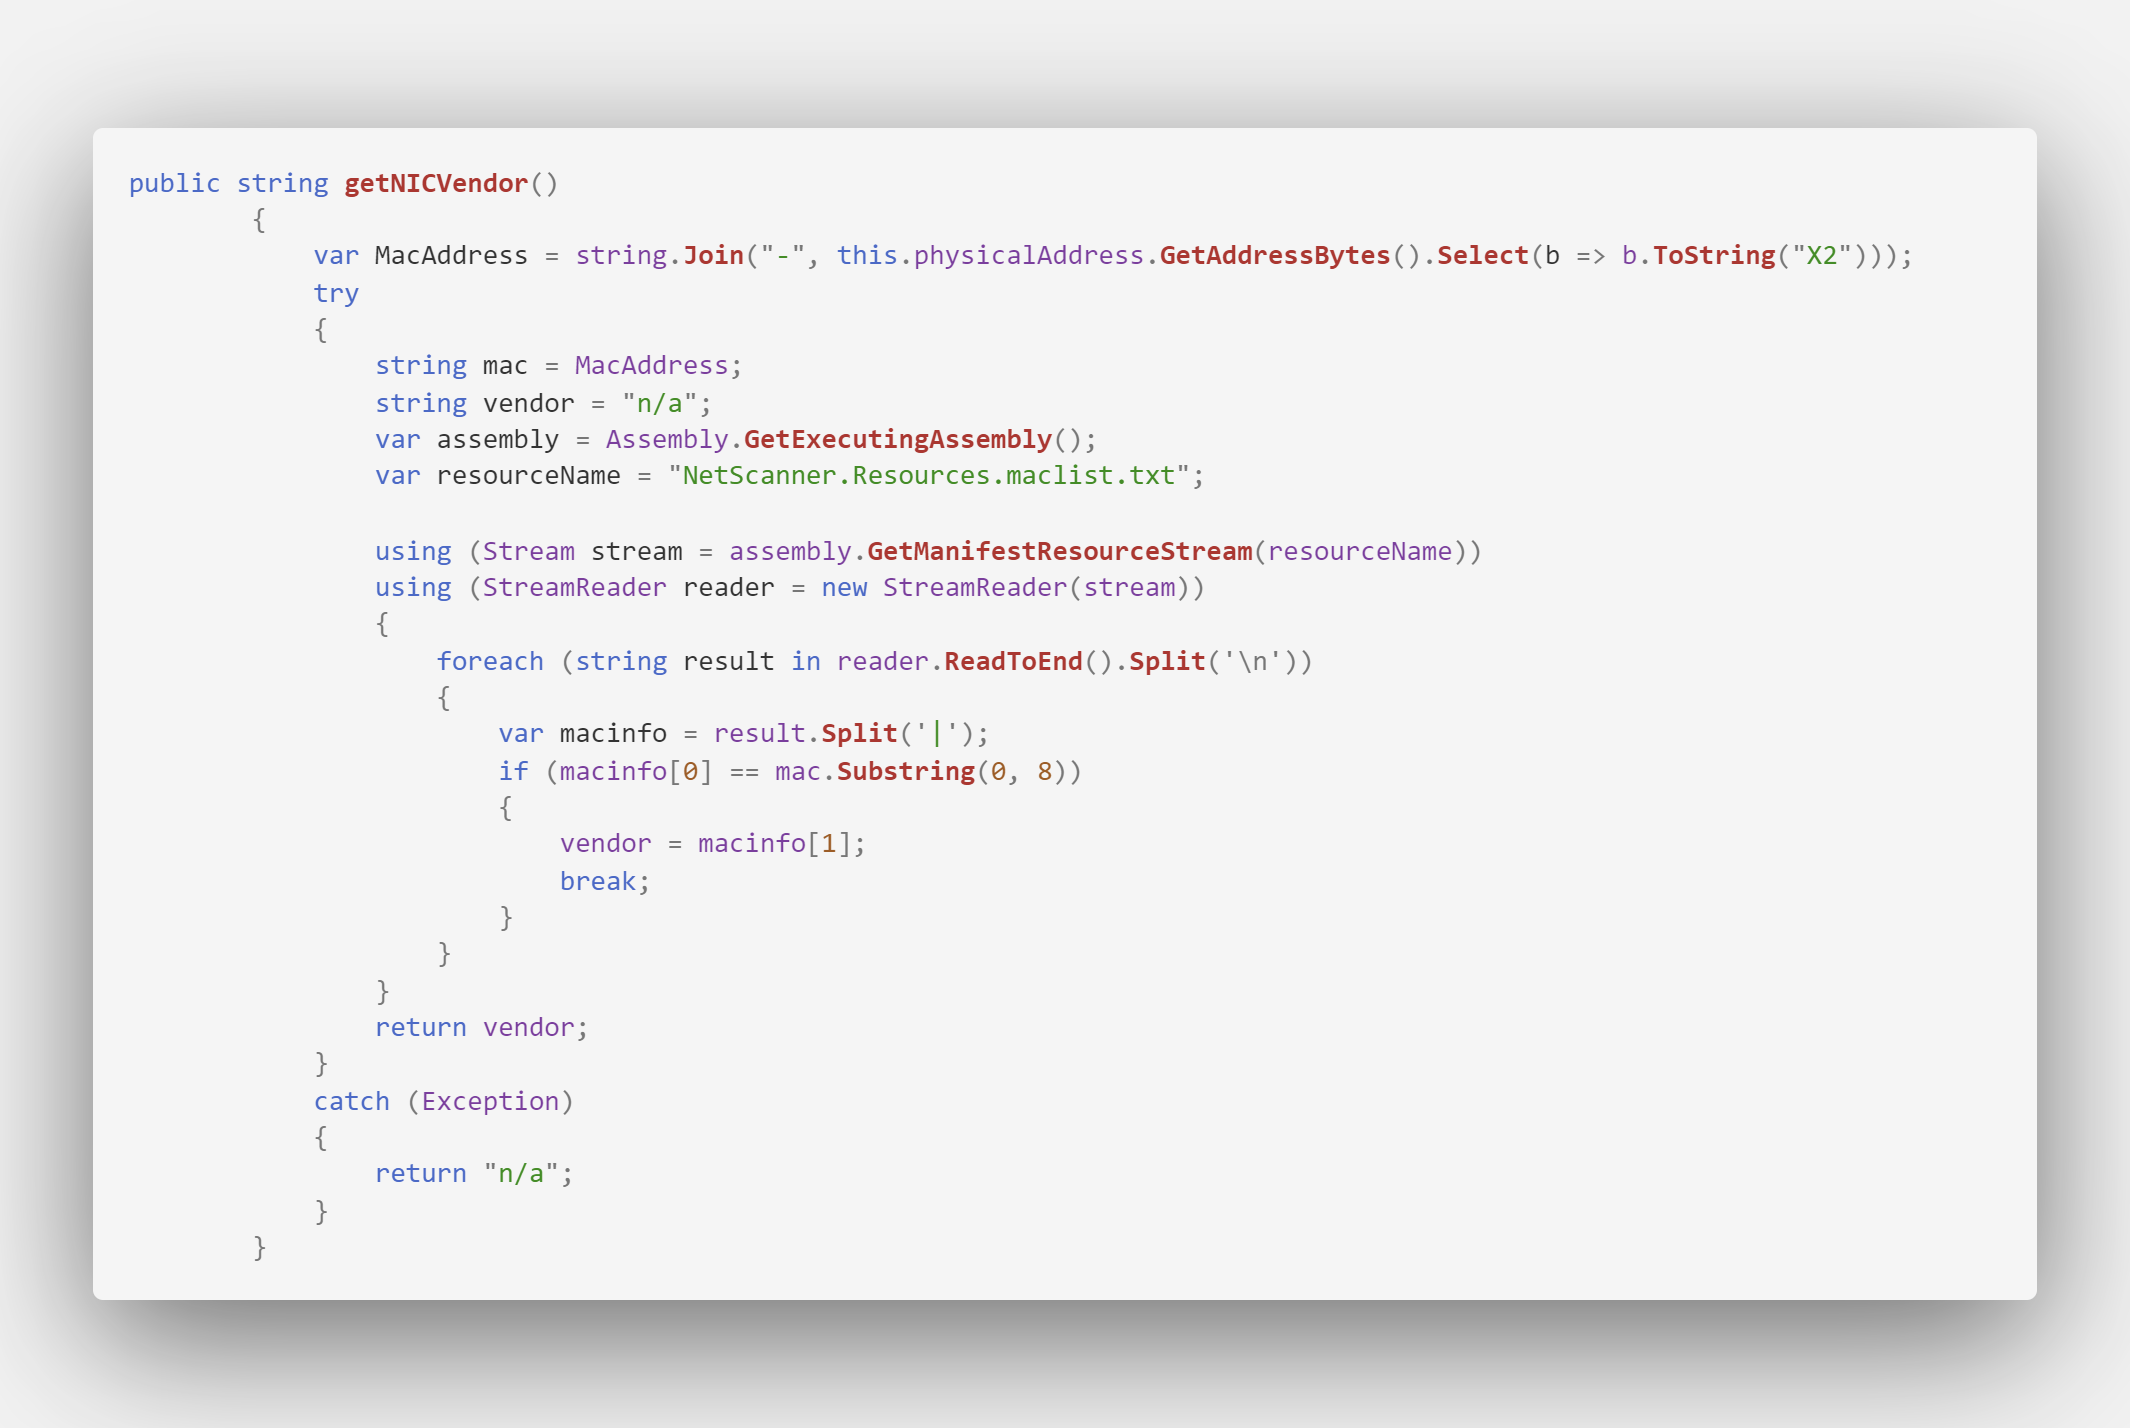 public string getNICVendor()
        {
            var MacAddress = string.Join("-", this.physicalAddress.GetAddressBytes().Select(b => b.ToString("X2")));
            try
            {
                string mac = MacAddress;
                string vendor = "n/a";
                var assembly = Assembly.GetExecutingAssembly();
                var resourceName = "NetScanner.Resources.maclist.txt";

                using (Stream stream = assembly.GetManifestResourceStream(resourceName))
                using (StreamReader reader = new StreamReader(stream))
                {
                    foreach (string result in reader.ReadToEnd().Split('\n'))
                    {
                        var macinfo = result.Split('|');
                        if (macinfo[0] == mac.Substring(0, 8))
                        {
                            vendor = macinfo[1];
                            break;
                        }
                    }
                }
                return vendor;
            }
            catch (Exception)
            {
                return "n/a";
            }
        }